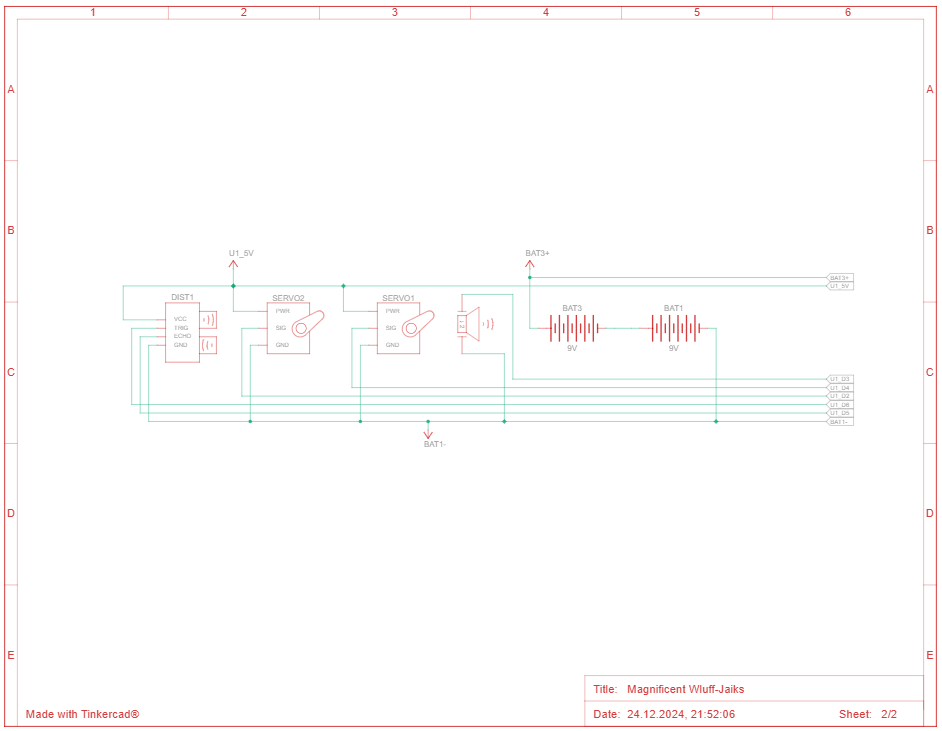 1 2 3 4 5 6
A A
B B
U1_5V BAT3+
BAT3+
U1_5V
DIST1 SERVO2 SERVO1 BAT3 BAT1
PWR PWR
VCC
TRIG SIG SIG
ECHO
GND GND GND 9V 9V
C C
U1_D3
U1_D4
U1_D2
U1_D6
U1_D5
BAT1-
BAT1-
D D
E E
Title: Magnificent Wluff-Jaiks
Made with Tinkercad® Date: 24.12.2024, 21:52:06 Sheet: 2/2